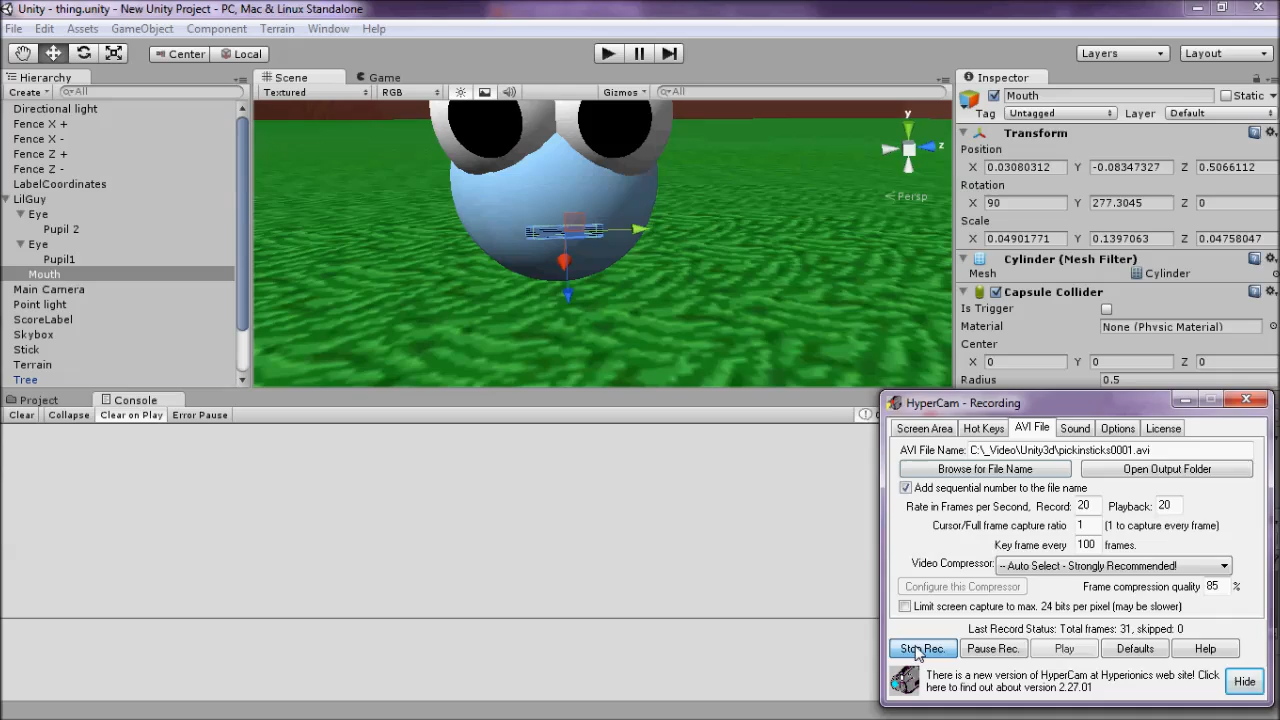 Unity - thing.unity - New Unity Project - PC, Mac & Linux Standalone
File Edit Assets GameObject Component Terrain Window Help
Center Local Layers Layout
Hierarchy
Create All
Directional light
Fence X +
Fence X -
Fence Z +
Fence Z -
LabelCoordinates
LilGuy
Eye
Pupil 2
Eye
Pupil1
Mouth
Main Camera
Point light
ScoreLabel
Skybox
Stick
Terrain
Tree
Scene Game
Textured RGB Gizmos All
y
z
Persp
Inspector
Mouth Static
Tag Untagged Layer Default
Transform
Position
X 0.03080312 Y -0.08347327 Z 0.5066112
Rotation
X 90 Y 277.3045 Z 0
Scale
X 0.04901771 Y 0.1397063 Z 0.04758047
Cylinder (Mesh Filter)
Mesh Cylinder
Capsule Collider
Is Trigger
Material None (Physic Material)
Center
X 0 Y 0 Z 0
Radius 0.5
Project Console
Clear Collapse Clear on Play Error Pause
HyperCam - Recording
Screen Area Hot Keys AVI File Sound Options License
AVI File Name: C:\_Video\Unity3d\pickinsticks0001.avi
Browse for File Name Open Output Folder
Add sequential number to the file name
Rate in Frames per Second, Record: 20 Playback: 20
Cursor/Full frame capture ratio 1 (1 to capture every frame)
Key frame every 100 frames.
Video Compressor: -- Auto Select - Strongly Recommended!
Configure this Compressor Frame compression quality 85 %
Limit screen capture to max. 24 bits per pixel (may be slower)
Last Record Status: Total frames: 31, skipped: 0
Stop Rec. Pause Rec. Play Defaults Help
There is a new version of HyperCam at Hyperionics web site! Click
here to find out about version 2.27.01
Hide